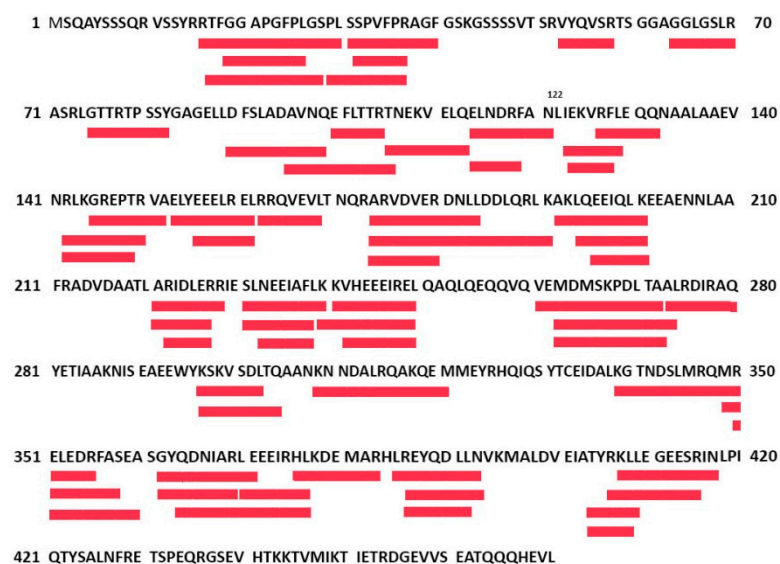 1 MSQAYSSSQR VSSYRRTFGG APGFPLGSPL SSPVFPRAGF GSKGSSSSVT SRVYQVSRTS GGAGGLGSLR 70
122
71 ASRLGTTRTP SSYGAGELLD FSLADAVNQE FLTTRTNEKV ELQELNDRFA NLIEKVRFLE QQNAALAAEV 140
141 NRLKGREPTR VAELYEEELR ELRRQVEVLT NQRARVDVER DNLLDDLQRL KAKLQEEIQL KEEAENNLAA 210
211 FRADVDAATL ARIDLERRIE SLNEEIAFLK KVHEEEIREL QAQLQEQQVQ VEMDMSKPDL TAALRDIRAQ 280
281 YETIAAKNIS EAEEWYKSKV SDLTQAANKN NDALRQAKQE MMEYRHQIQS YTCEIDALKG TNDSLMRQMR 350
351 ELEDRFASEA SGYQDNIARL EEEIRHLKDE MARHLREYQD LLNVKMALDV EIATYRKLLE GEESRINLPI 420
421 QTYSALNFRE TSPEQRGSEV HTKKTVMIKT IETRDGEVVS EATQQQHEVL